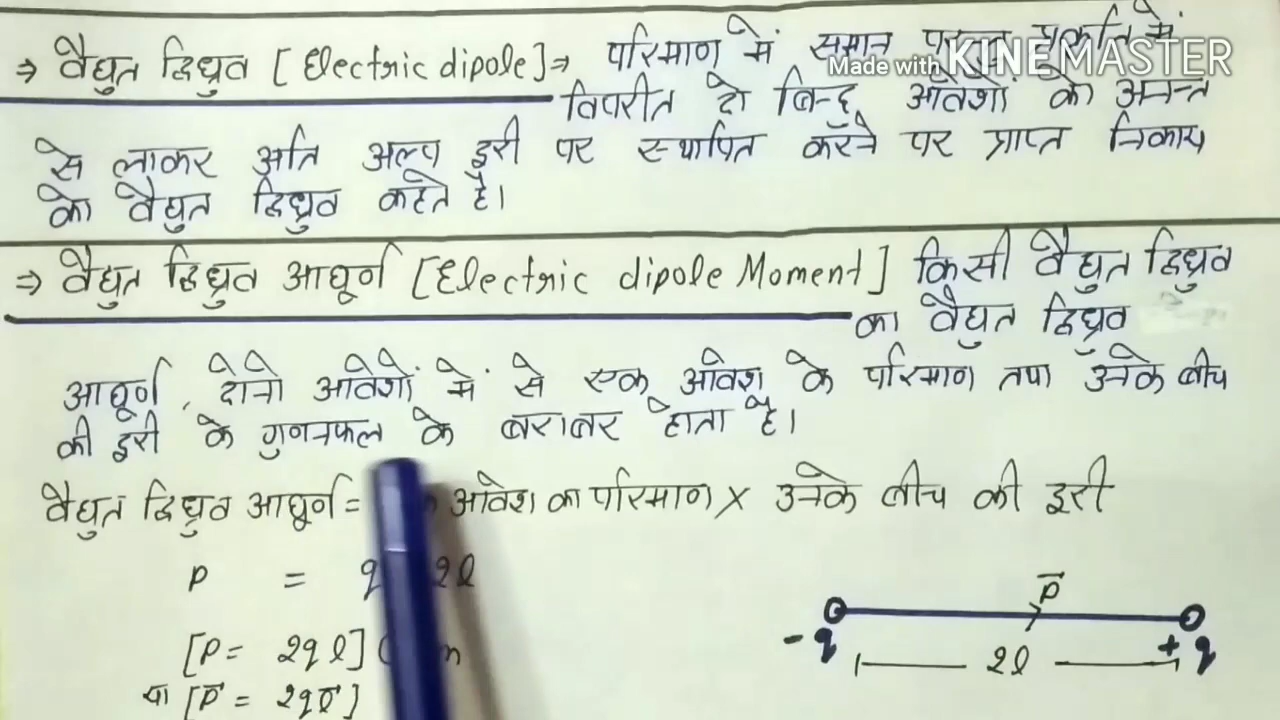 ⇒ वैद्युत द्विध्रुव [Electric dipole]⇒ परिमाण में समान परन्तु प्रकृति में
Made with KINEMASTER
विपरीत दो बिन्दु आवेशों को अनन्त
से लाकर अति अल्प दूरी पर स्थापित करने पर प्राप्त निकाय
को वैद्युत द्विध्रुव कहते है।
⇒ वैद्युत द्विध्रुव आघूर्ण [Electric dipole Moment] किसी वैद्युत द्विध्रुव
का वैद्युत द्विध्रुव
आघूर्ण, दोनो आवेशों में से एक आवेश के परिमाण तथा उनके बीच
की दूरी के गुणनफल के बराबर होता है।
वैद्युत द्विध्रुव आघूर्ण = आवेश का परिमाण × उनके बीच की दूरी
P = q 2l
[P = 2ql]
या [P⃗ = 2ql⃗]
P⃗
-q +q
2l